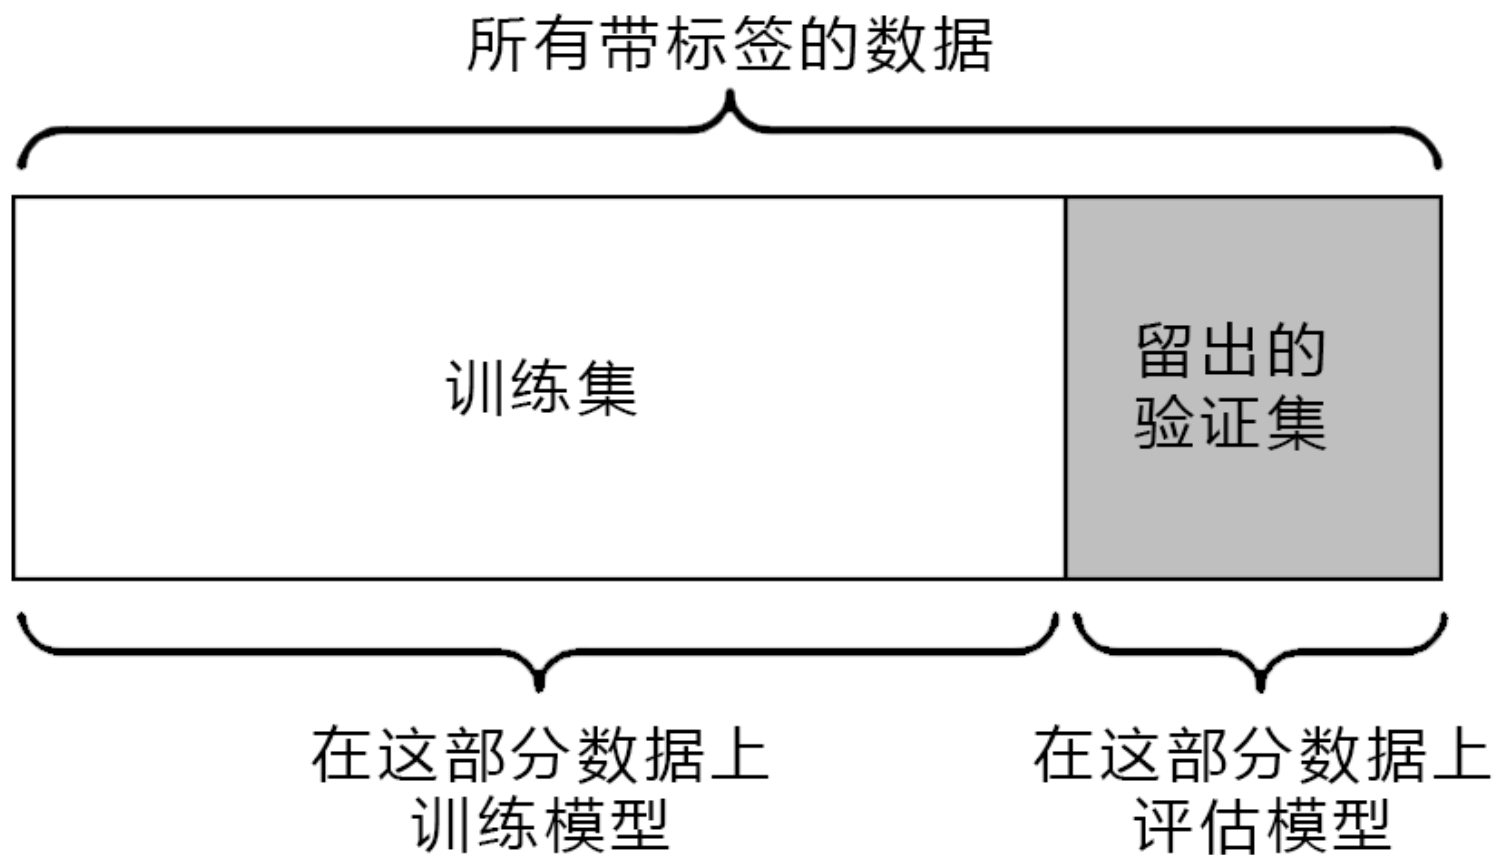 所有带标签的数据
训练集
留出的
验证集
在这部分数据上
训练模型
在这部分数据上
评估模型